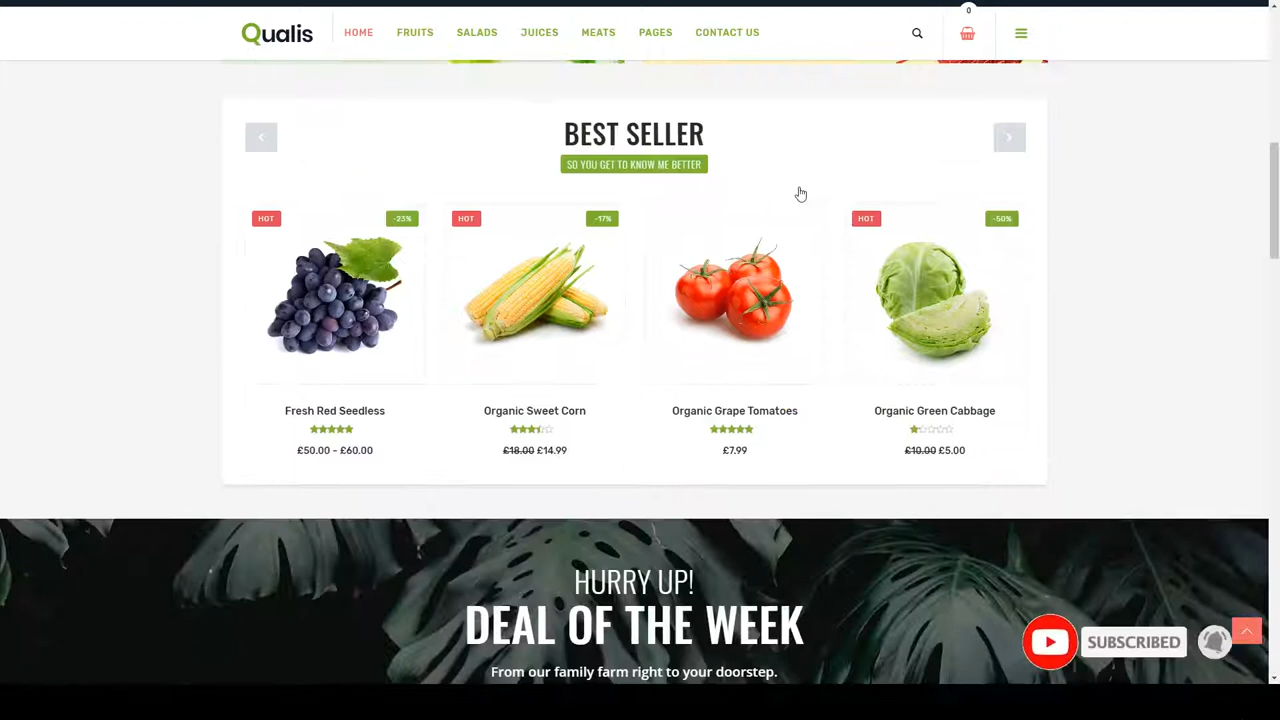 0
Qualis HOME FRUITS SALADS JUICES MEATS PAGES CONTACT US
BEST SELLER
SO YOU GET TO KNOW ME BETTER
HOT -23% HOT -17% HOT -50%
Fresh Red Seedless Organic Sweet Corn Organic Grape Tomatoes Organic Green Cabbage
£50.00 – £60.00 £18.00 £14.99 £7.99 £10.00 £5.00
HURRY UP!
DEAL OF THE WEEK
From our family farm right to your doorstep.
SUBSCRIBED